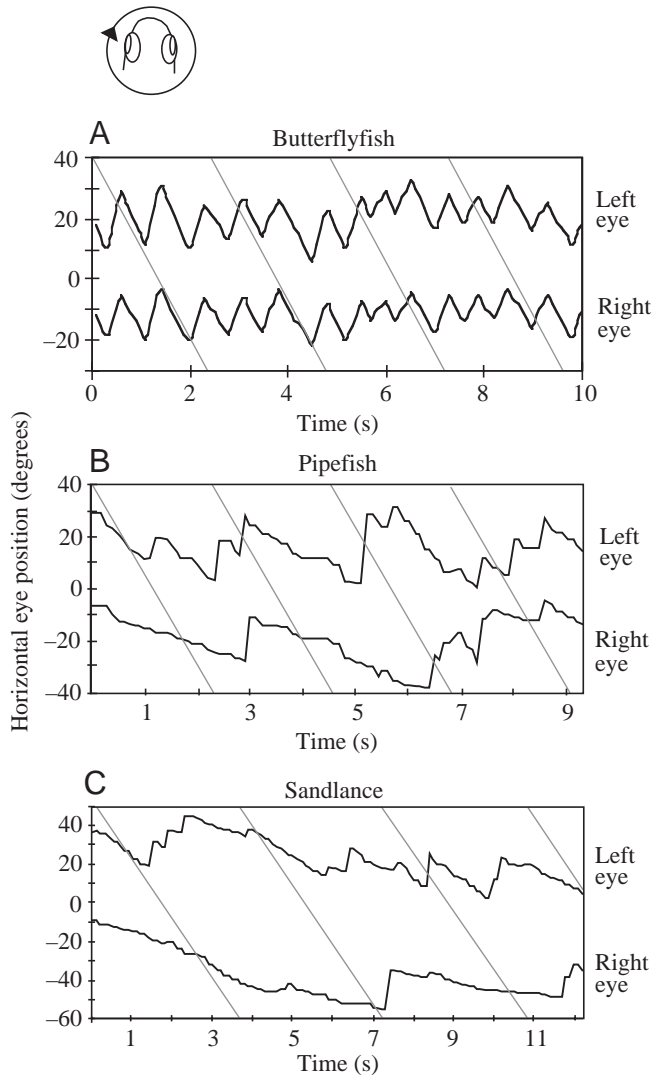 A
Butterflyfish
40
20
0
–20
Left
eye
Right
eye
0 2 4 6 8 10
Time (s)
Horizontal eye position (degrees)
B
Pipefish
40
20
0
–20
–40
Left
eye
Right
eye
1 3 5 7 9
Time (s)
C
Sandlance
40
20
0
–20
–40
–60
Left
eye
Right
eye
1 3 5 7 9 11
Time (s)